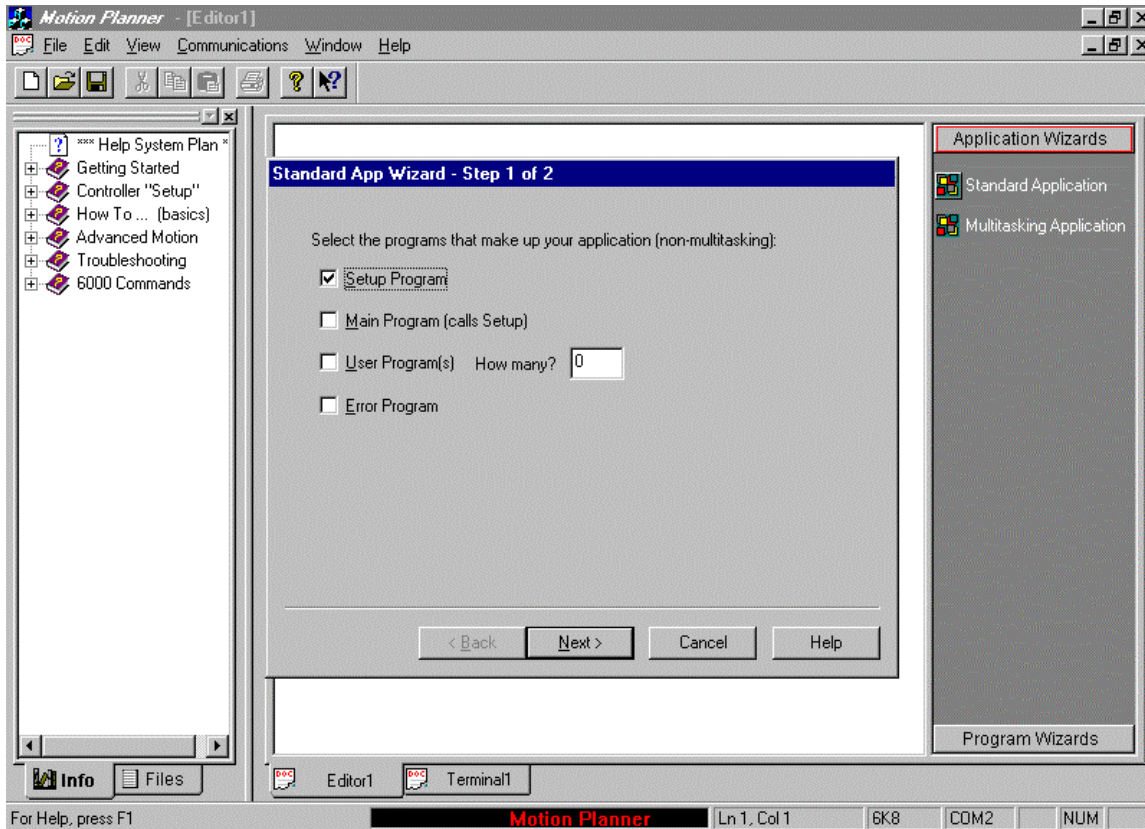 Motion Planner - [Editor1]
File Edit View Communications Window Help
*** Help System Plan *
Getting Started
Controller "Setup"
How To ... (basics)
Advanced Motion
Troubleshooting
6000 Commands
Standard App Wizard - Step 1 of 2
Select the programs that make up your application (non-multitasking):
Setup Program
Main Program (calls Setup)
User Program(s) How many? 0
Error Program
< Back Next > Cancel Help
Application Wizards
Standard Application
Multitasking Application
Program Wizards
Info Files
DOC Editor1 DOC Terminal1
For Help, press F1 Motion Planner Ln 1, Col 1 6K8 COM2 NUM